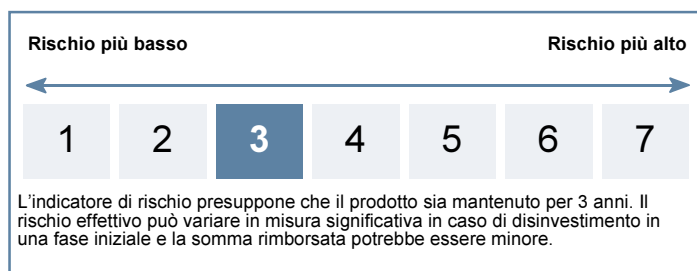 Rischio più basso Rischio più alto
1 2 3 4 5 6 7
L'indicatore di rischio presuppone che il prodotto sia mantenuto per 3 anni. Il
rischio effettivo può variare in misura significativa in caso di disinvestimento in
una fase iniziale e la somma rimborsata potrebbe essere minore.